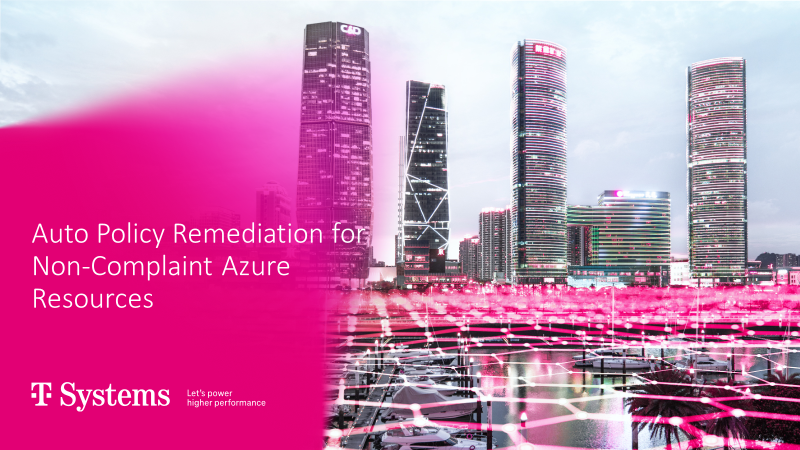 Auto Policy Remediation for
Non-Complaint Azure
Resources
T Systems
Let's power
higher performance